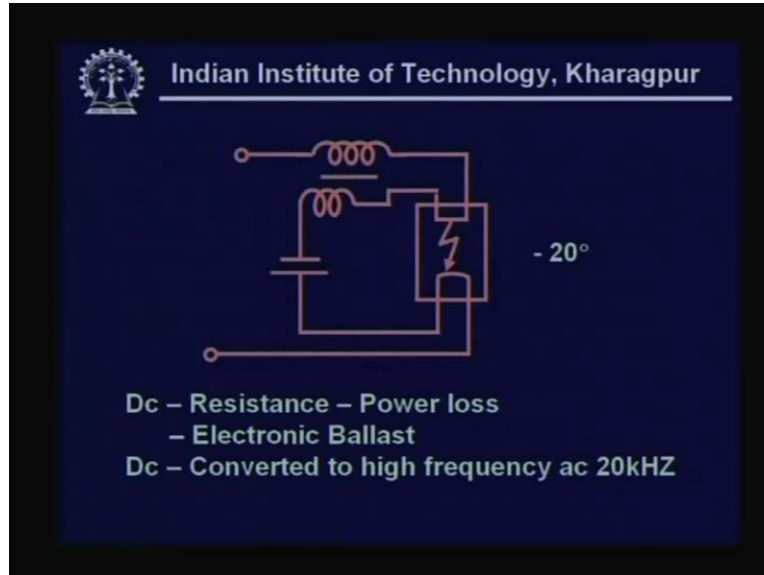 Indian Institute of Technology, Kharagpur
- 20°
Dc – Resistance – Power loss
– Electronic Ballast
Dc – Converted to high frequency ac 20kHZ